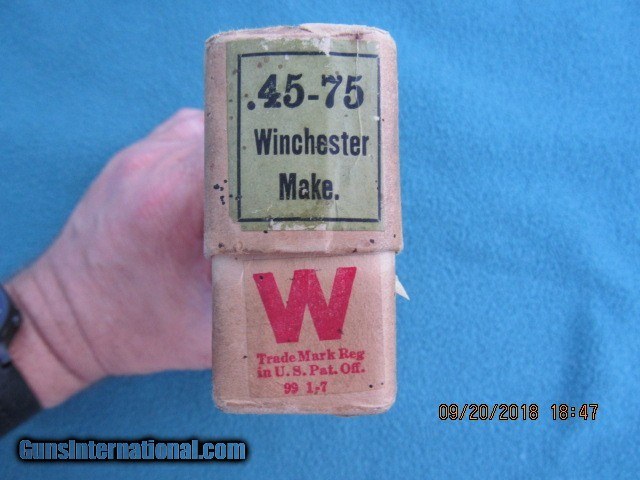 .45-75
Winchester
Make.
W
Trade Mark Reg
in U. S. Pat. Off.
99 1,-7
09/20/2018 18:47
GunsInternational.com